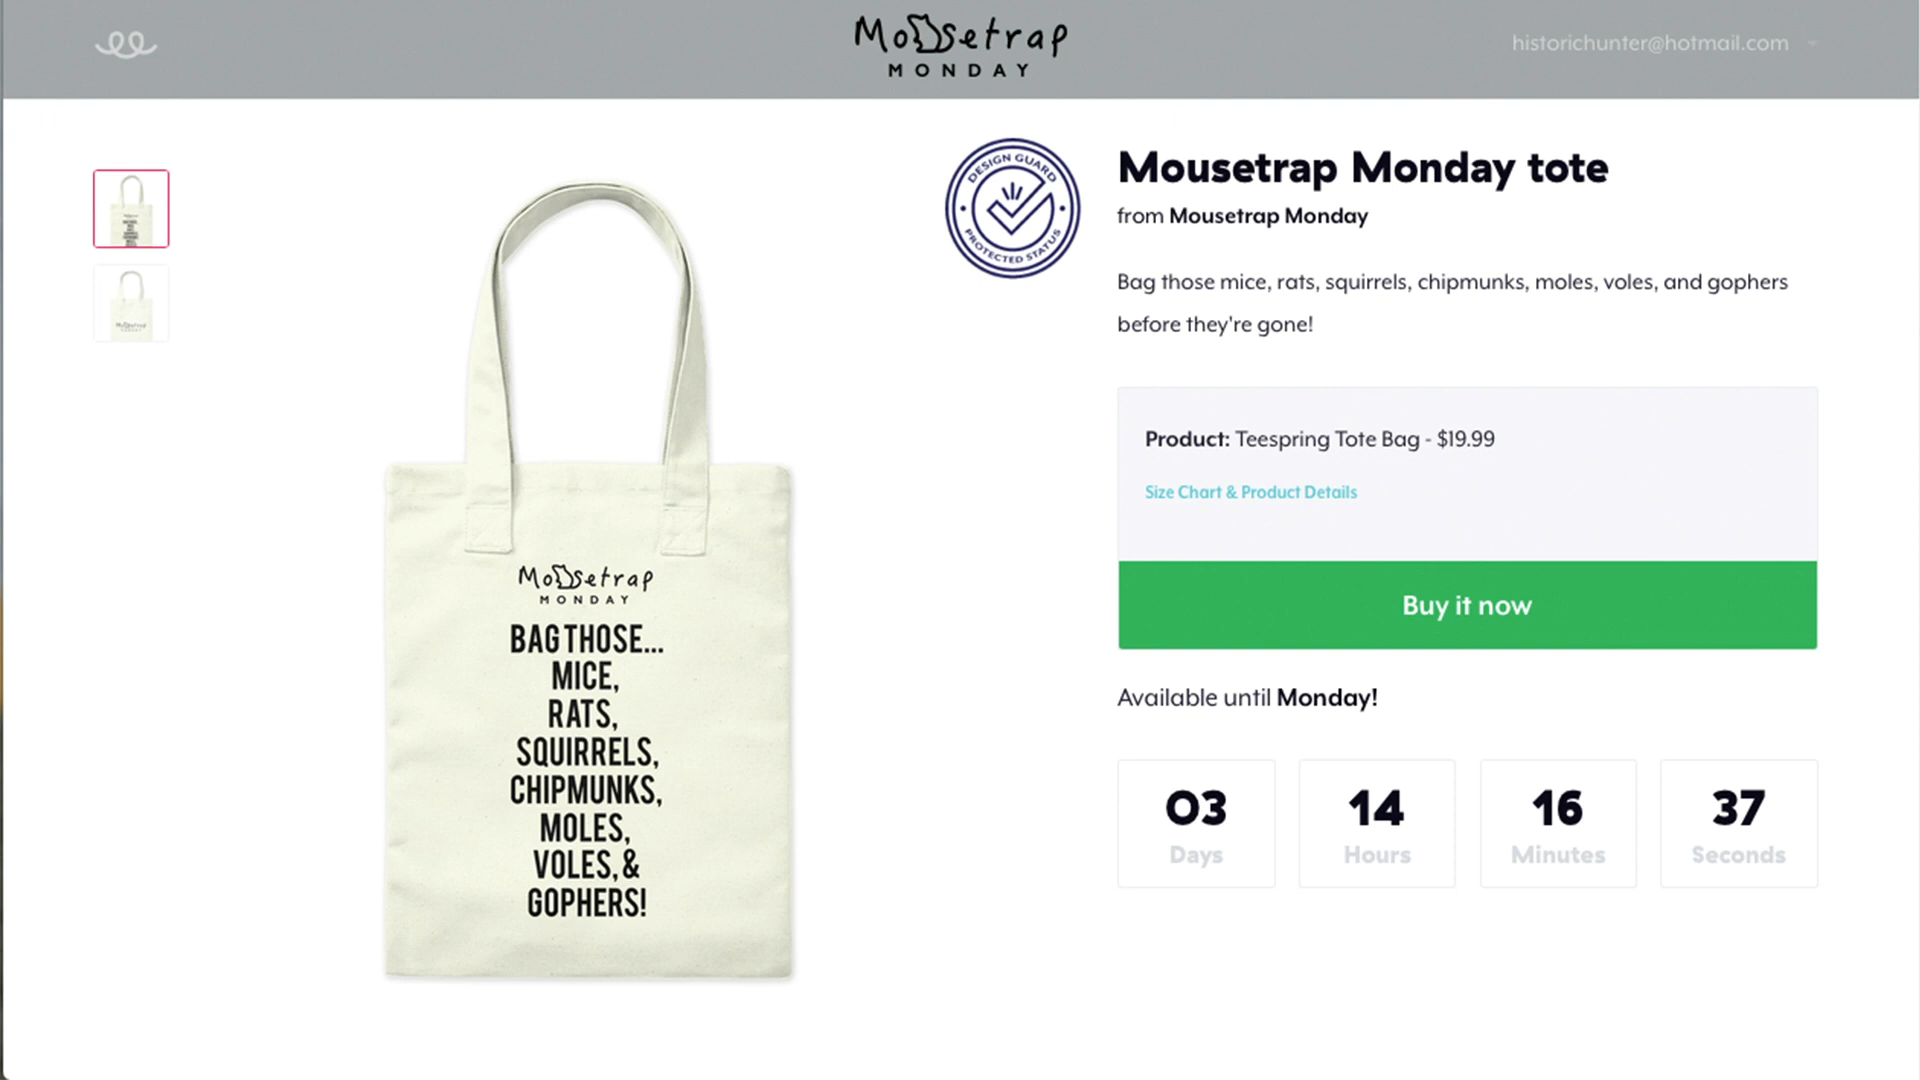 Mousetrap
MONDAY
historichunter@hotmail.com
DESIGN GUARD
PROTECTED STATUS
Mousetrap Monday tote
from Mousetrap Monday
Bag those mice, rats, squirrels, chipmunks, moles, voles, and gophers
before they're gone!
Product: Teespring Tote Bag - $19.99
Size Chart & Product Details
Buy it now
Available until Monday!
03 14 16 37
Days Hours Minutes Seconds
Mousetrap
MONDAY
BAG THOSE...
MICE,
RATS,
SQUIRRELS,
CHIPMUNKS,
MOLES,
VOLES, &
GOPHERS!